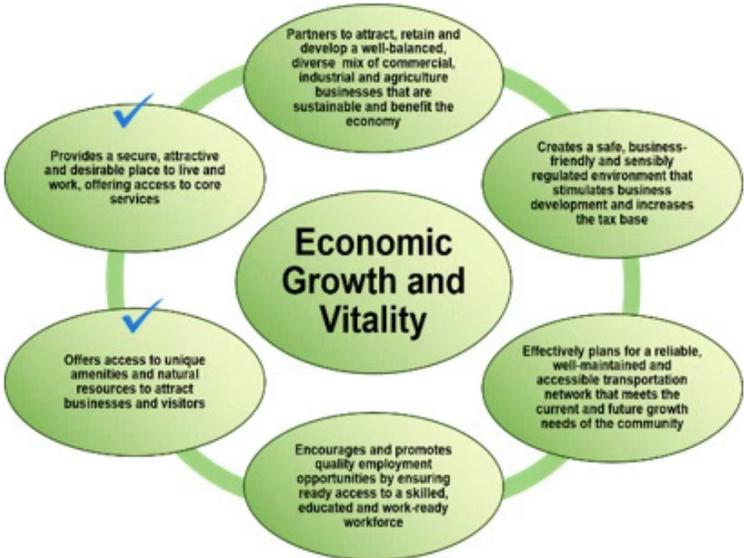 Partners to attract, retain and
develop a well-balanced,
diverse mix of commercial,
industrial and agriculture
businesses that are
sustainable and benefit the
economy
Creates a safe, business-
friendly and sensibly
regulated environment that
stimulates business
development and increases
the tax base
Effectively plans for a reliable,
well-maintained and
accessible transportation
network that meets the
current and future growth
needs of the community
Encourages and promotes
quality employment
opportunities by ensuring
ready access to a skilled,
educated and work-ready
workforce
Offers access to unique
amenities and natural
resources to attract
businesses and visitors
Provides a secure, attractive
and desirable place to live and
work, offering access to core
services
Economic
Growth and
Vitality